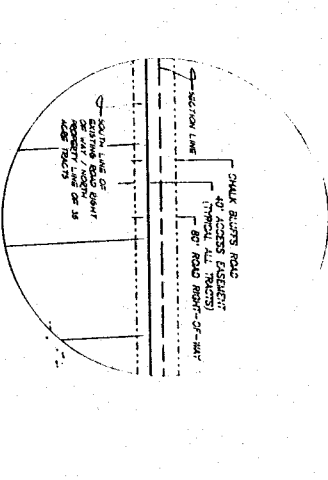 CHALK BLUFFS ROAD
40' ACCESS EASEMENT
(TYPICAL ALL TRACTS)
80' ROAD RIGHT-OF-WAY
SECTION LINE
SOUTH LINE OF
EXISTING ROAD RIGHT
OF WAY / NORTH
PROPERTY LINE OF 35
ACRE TRACTS